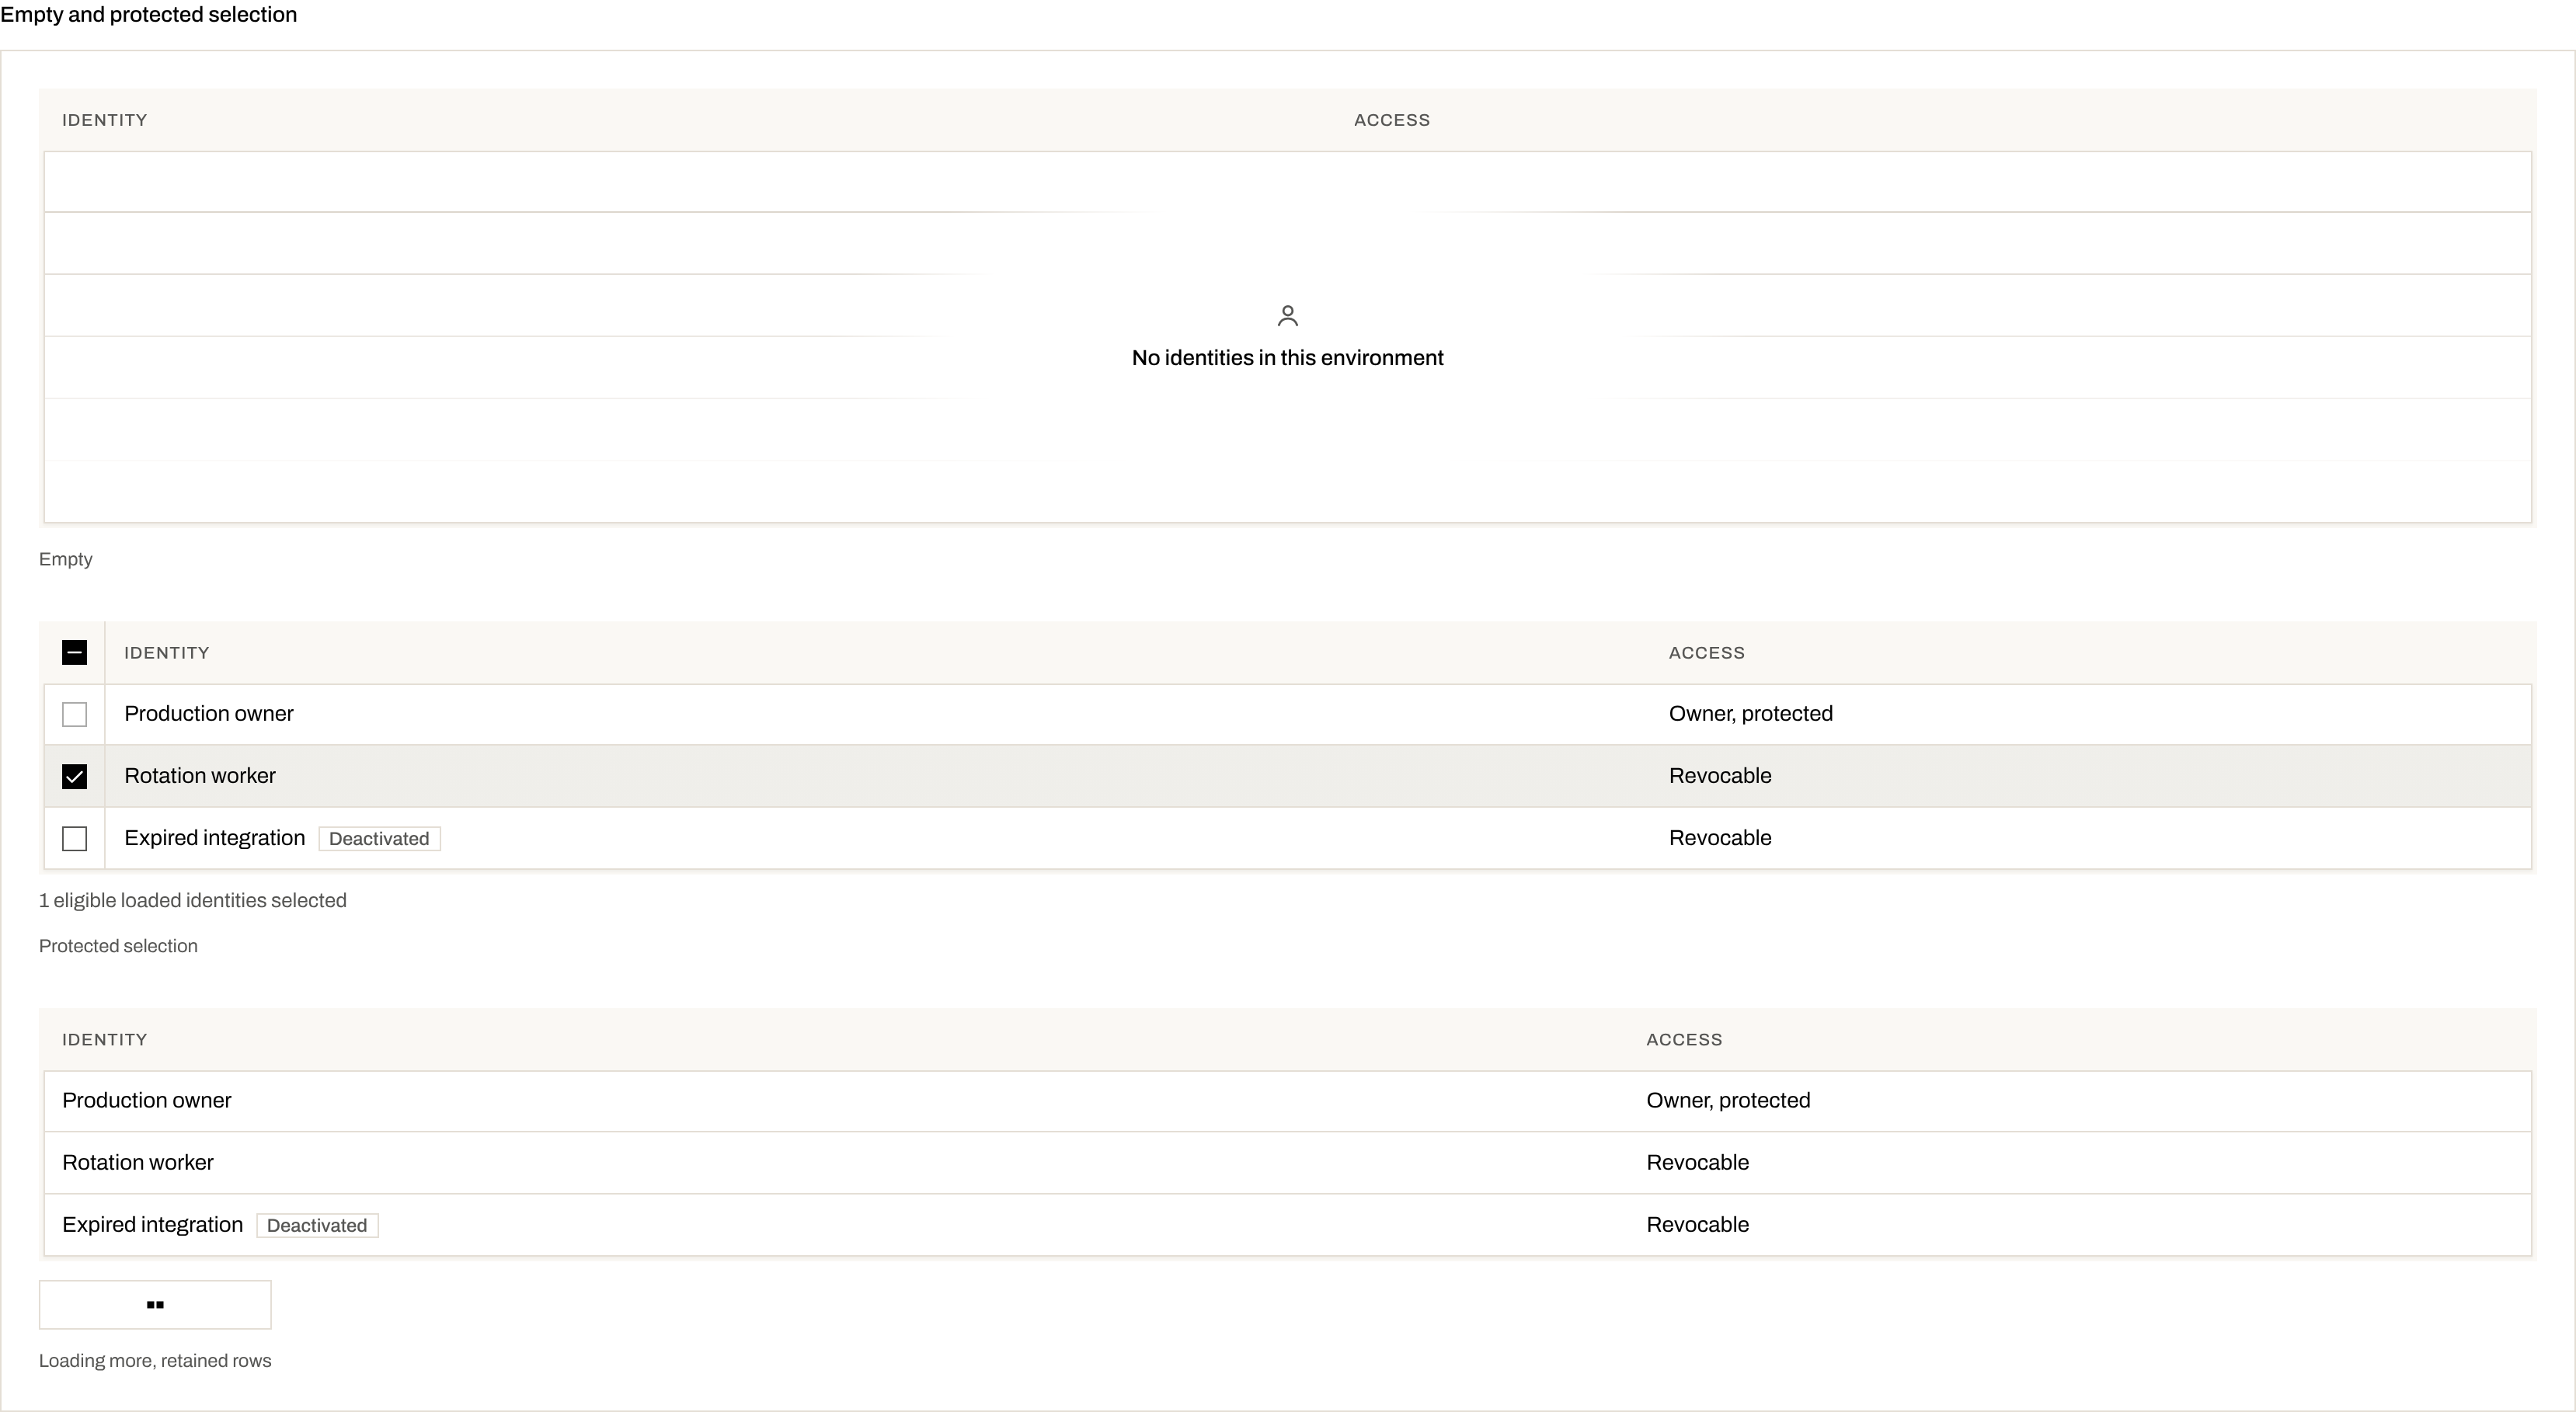 Empty and protected selection
IDENTITY ACCESS
No identities in this environment
Empty
IDENTITY ACCESS
Production owner Owner, protected
Rotation worker Revocable
Expired integration Deactivated Revocable
1 eligible loaded identities selected
Protected selection
IDENTITY ACCESS
Production owner Owner, protected
Rotation worker Revocable
Expired integration Deactivated Revocable
Loading more, retained rows